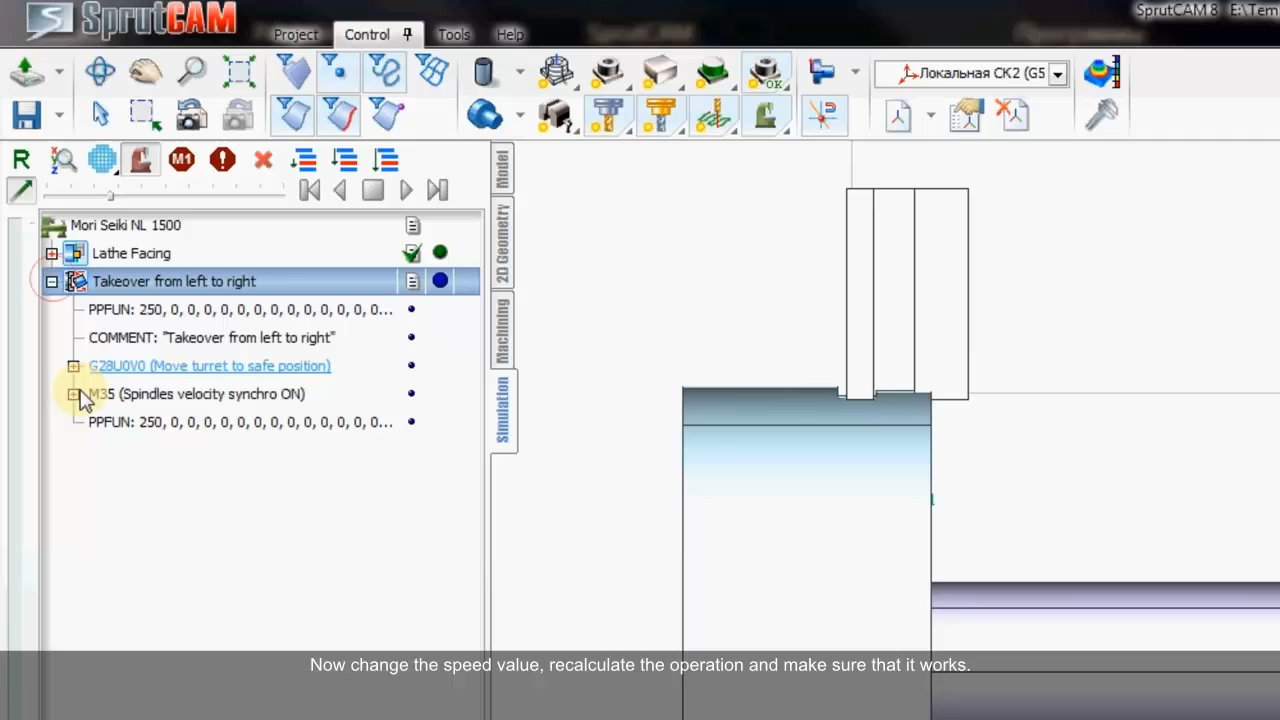 SprutCAM
SprutCAM 8 E:\Tem
Project
Control
Tools
Help
OK
Локальная СК2 (G5
R
X
Z
M1
Model
2D Geometry
Machining
Simulation
Mori Seiki NL 1500
Lathe Facing
Takeover from left to right
PPFUN: 250, 0, 0, 0, 0, 0, 0, 0, 0, 0, 0, 0, 0, 0...
COMMENT: "Takeover from left to right"
G28U0V0 (Move turret to safe position)
M35 (Spindles velocity synchro ON)
PPFUN: 250, 0, 0, 0, 0, 0, 0, 0, 0, 0, 0, 0, 0, 0...
Now change the speed value, recalculate the operation and make sure that it works.